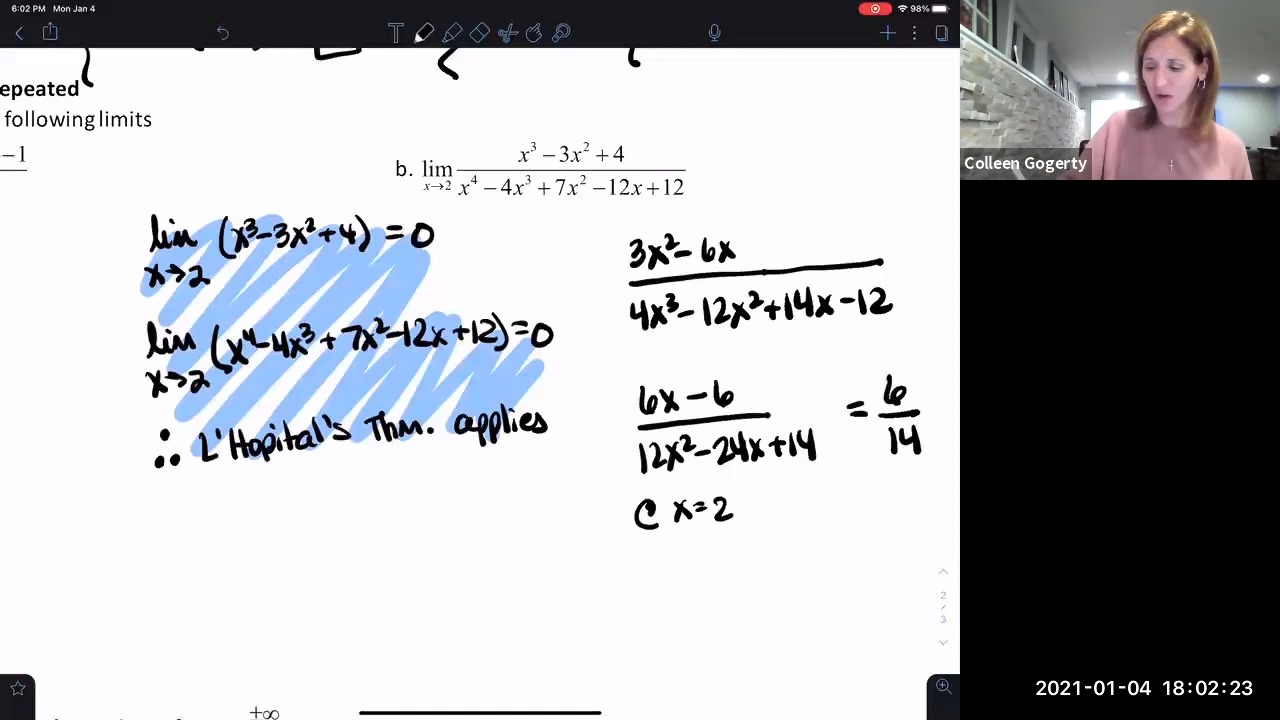 6:02 PM Mon Jan 4
98%
epeated
following limits
−1
b. lim x→2 x³ − 3x² + 4 / x⁴ − 4x³ + 7x² − 12x + 12
lim x→2 (x³ − 3x² + 4) = 0
lim x→2 (x⁴ − 4x³ + 7x² − 12x + 12) = 0
∴ L'Hopital's Thm. applies
3x² − 6x
4x³ − 12x² + 14x − 12
6x − 6 / 12x² − 24x + 14 = 6 / 14
@ x = 2
2 / 3
+∞
Colleen Gogerty
2021-01-04 18:02:23